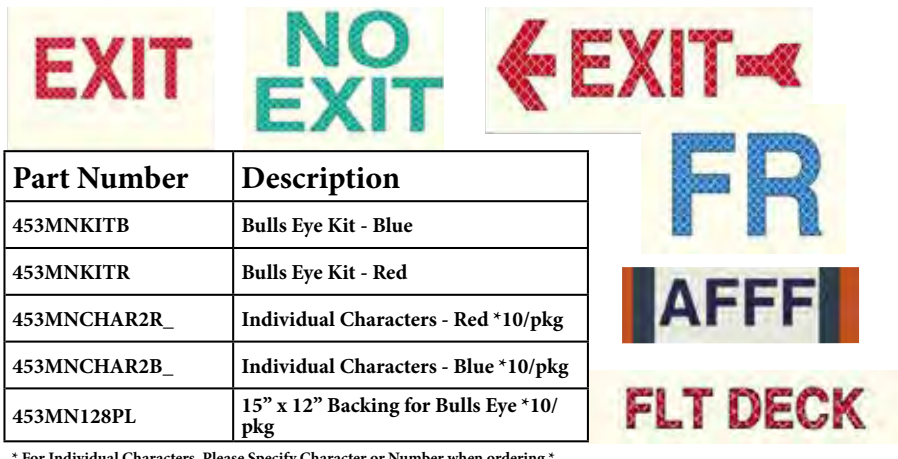 EXIT
NO
EXIT
EXIT
FR
AFFF
FLT DECK
Part Number Description
453MNKITB Bulls Eye Kit - Blue
453MNKITR Bulls Eye Kit - Red
453MNCHAR2R_ Individual Characters - Red *10/pkg
453MNCHAR2B_ Individual Characters - Blue *10/pkg
453MN128PL 15” x 12” Backing for Bulls Eye *10/
pkg
* For Individual Characters, Please Specify Character or Number when ordering *